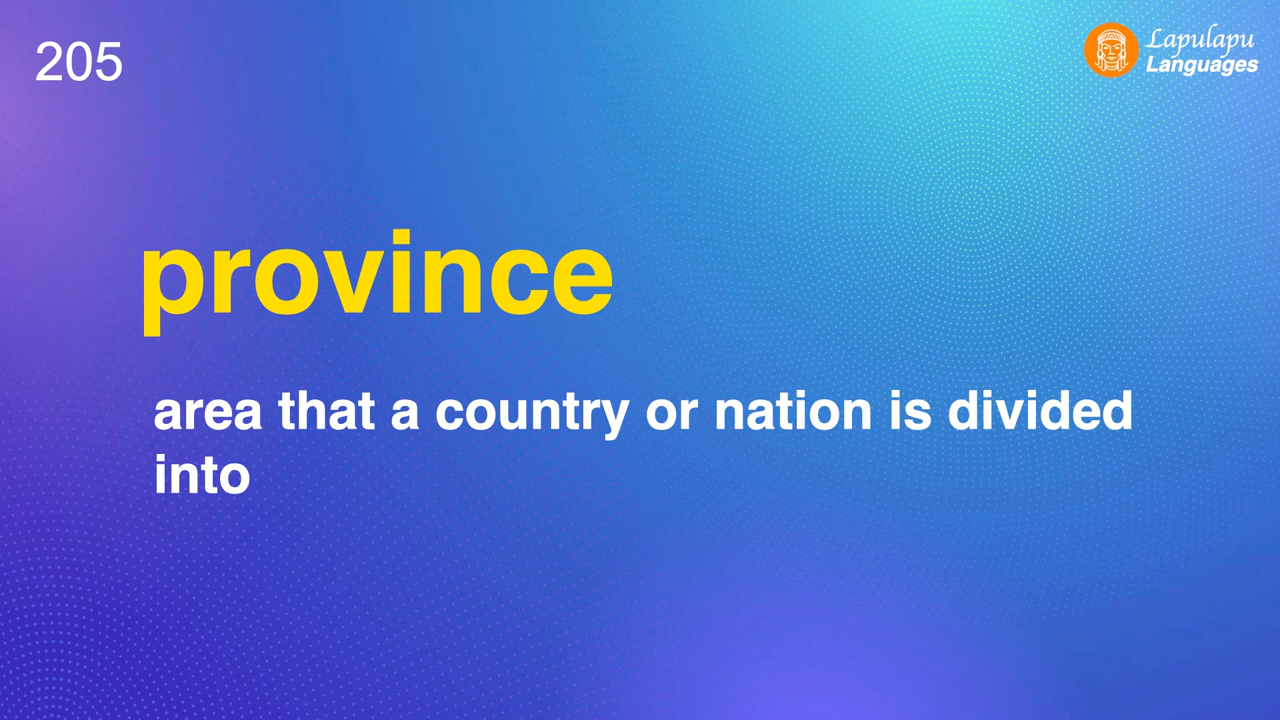 205
Lapulapu
Languages
province
area that a country or nation is divided
into